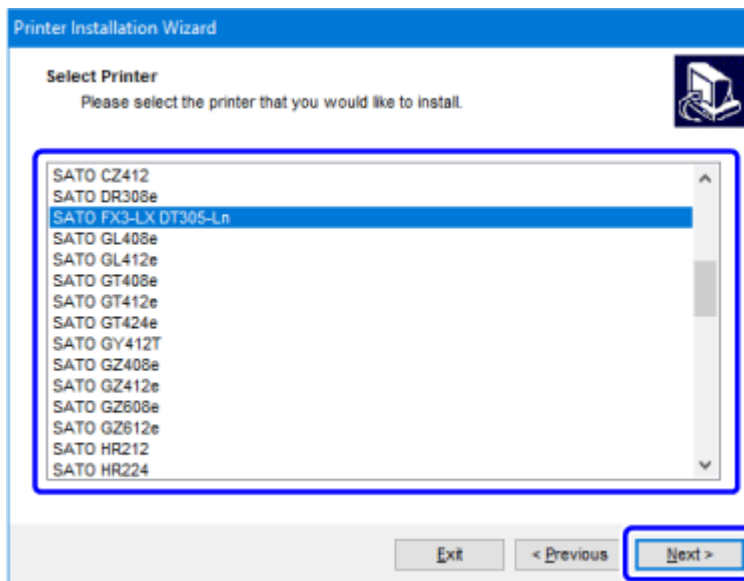 Printer Installation Wizard
Select Printer
Please select the printer that you would like to install.
SATO CZ412
SATO DR308e
SATO FX3-LX DT305-Ln
SATO GL408e
SATO GL412e
SATO GT408e
SATO GT412e
SATO GT424e
SATO GY412T
SATO GZ408e
SATO GZ412e
SATO GZ608e
SATO GZ612e
SATO HR212
SATO HR224
Exit < Previous Next >